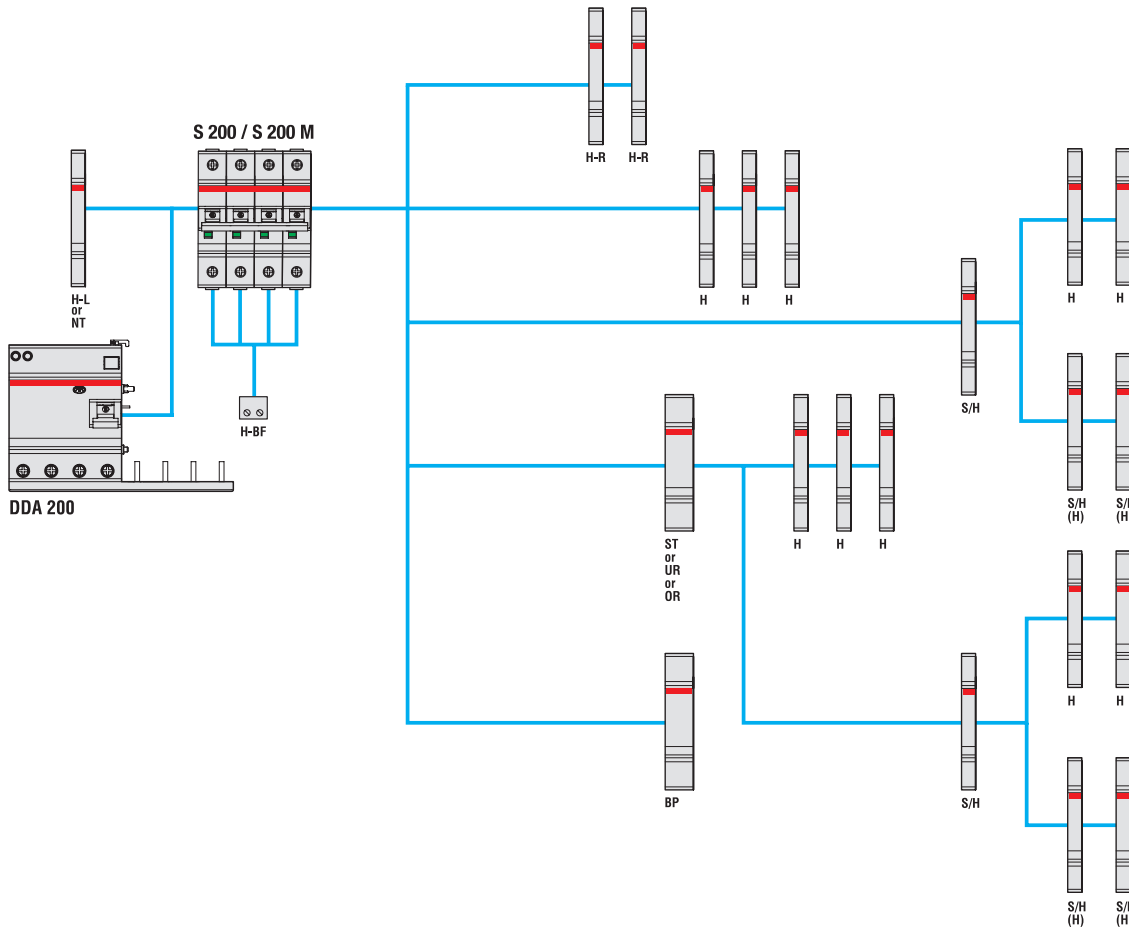 S 200 / S 200 M
H-R H-R
H-L
or
NT
H H H
H H
S/H
H-BF
DDA 200
S/H
(H)
ST
or
UR
or
OR
H H H
H H
BP
S/H
S/H
(H)